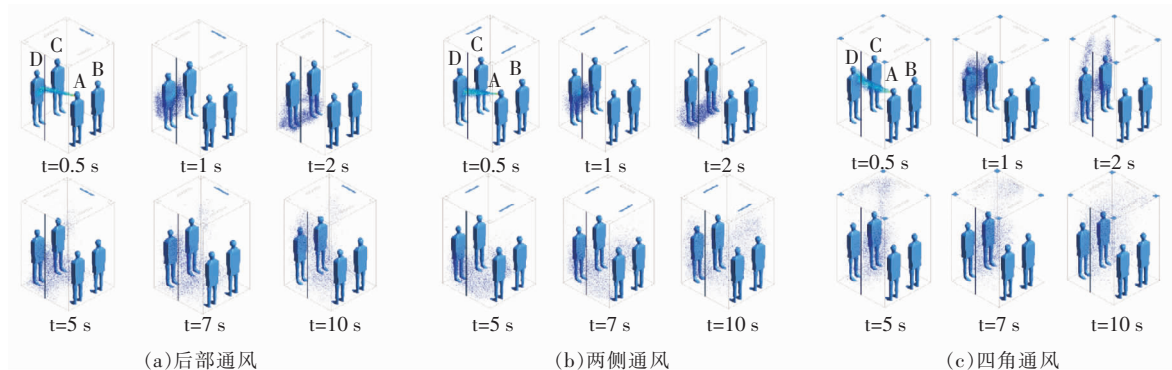 D C A B
D C A B
D C A B
t=0.5 s t=1 s t=2 s
t=0.5 s t=1 s t=2 s
t=0.5 s t=1 s t=2 s
t=5 s t=7 s t=10 s
t=5 s t=7 s t=10 s
t=5 s t=7 s t=10 s
(a)后部通风
(b)两侧通风
(c)四角通风